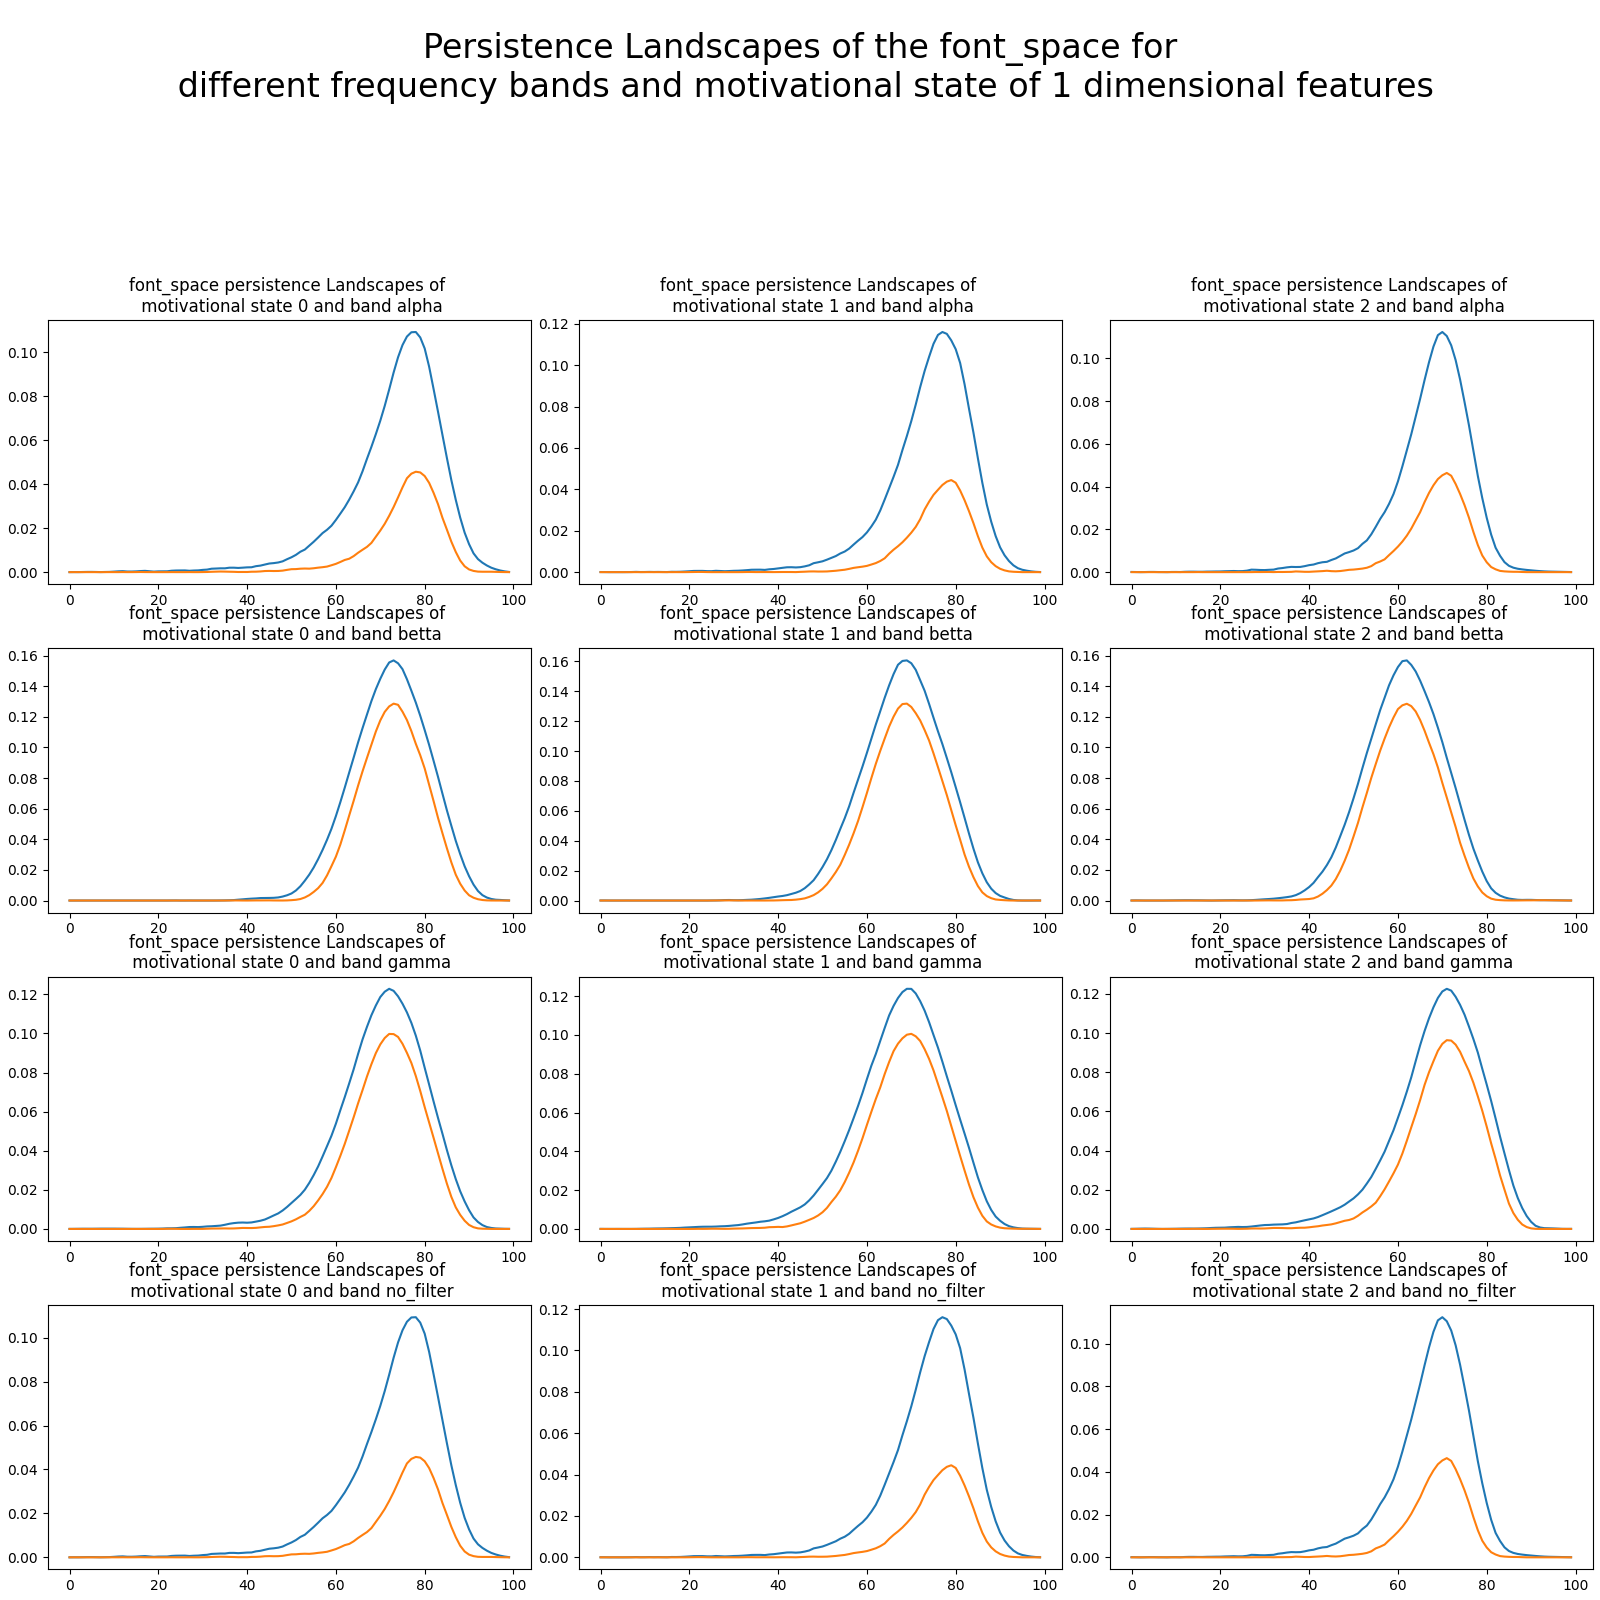 Persistence Landscapes of the font_space for
different frequency bands and motivational state of 1 dimensional features
font_space persistence Landscapes of
motivational state 0 and band alpha
0.10
0.08
0.06
0.04
0.02
0.00
0 20 40 60 80 100
font_space persistence Landscapes of
motivational state 1 and band alpha
0.12
0.10
0.08
0.06
0.04
0.02
0.00
0 20 40 60 80 100
font_space persistence Landscapes of
motivational state 2 and band alpha
0.10
0.08
0.06
0.04
0.02
0.00
0 20 40 60 80 100
font_space persistence Landscapes of
motivational state 0 and band betta
0.16
0.14
0.12
0.10
0.08
0.06
0.04
0.02
0.00
0 20 40 60 80 100
font_space persistence Landscapes of
motivational state 1 and band betta
0.16
0.14
0.12
0.10
0.08
0.06
0.04
0.02
0.00
0 20 40 60 80 100
font_space persistence Landscapes of
motivational state 2 and band betta
0.16
0.14
0.12
0.10
0.08
0.06
0.04
0.02
0.00
0 20 40 60 80 100
font_space persistence Landscapes of
motivational state 0 and band gamma
0.12
0.10
0.08
0.06
0.04
0.02
0.00
0 20 40 60 80 100
font_space persistence Landscapes of
motivational state 1 and band gamma
0.12
0.10
0.08
0.06
0.04
0.02
0.00
0 20 40 60 80 100
font_space persistence Landscapes of
motivational state 2 and band gamma
0.12
0.10
0.08
0.06
0.04
0.02
0.00
0 20 40 60 80 100
font_space persistence Landscapes of
motivational state 0 and band no_filter
0.10
0.08
0.06
0.04
0.02
0.00
0 20 40 60 80 100
font_space persistence Landscapes of
motivational state 1 and band no_filter
0.12
0.10
0.08
0.06
0.04
0.02
0.00
0 20 40 60 80 100
font_space persistence Landscapes of
motivational state 2 and band no_filter
0.10
0.08
0.06
0.04
0.02
0.00
0 20 40 60 80 100